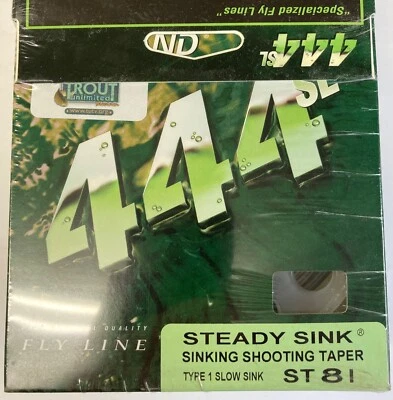 "Specialized Fly Lines"
444SL
TROUT
UNLIMITED
444SL
QUALITY
FLY LINE
STEADY SINK®
SINKING SHOOTING TAPER
TYPE 1 SLOW SINK ST 8 I